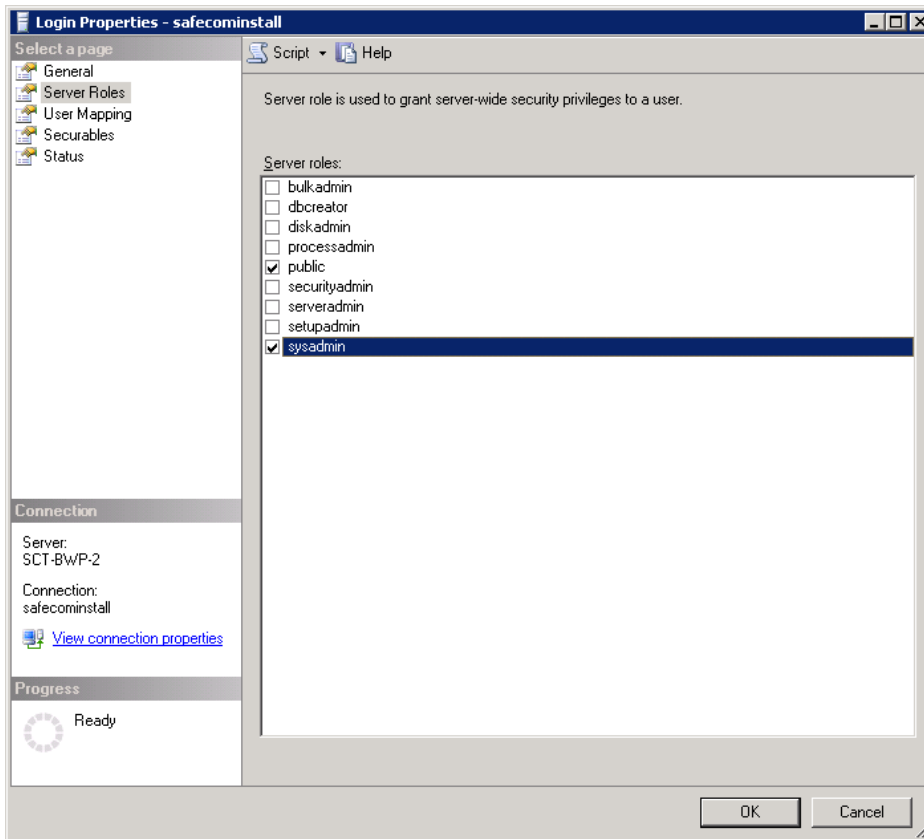 Login Properties - safecominstall
Select a page
General
Server Roles
User Mapping
Securables
Status
Script
Help
Server role is used to grant server-wide security privileges to a user.
Server roles:
bulkadmin
dbcreator
diskadmin
processadmin
public
securityadmin
serveradmin
setupadmin
sysadmin
Connection
Server:
SCT-BWP-2
Connection:
safecominstall
View connection properties
Progress
Ready
OK
Cancel